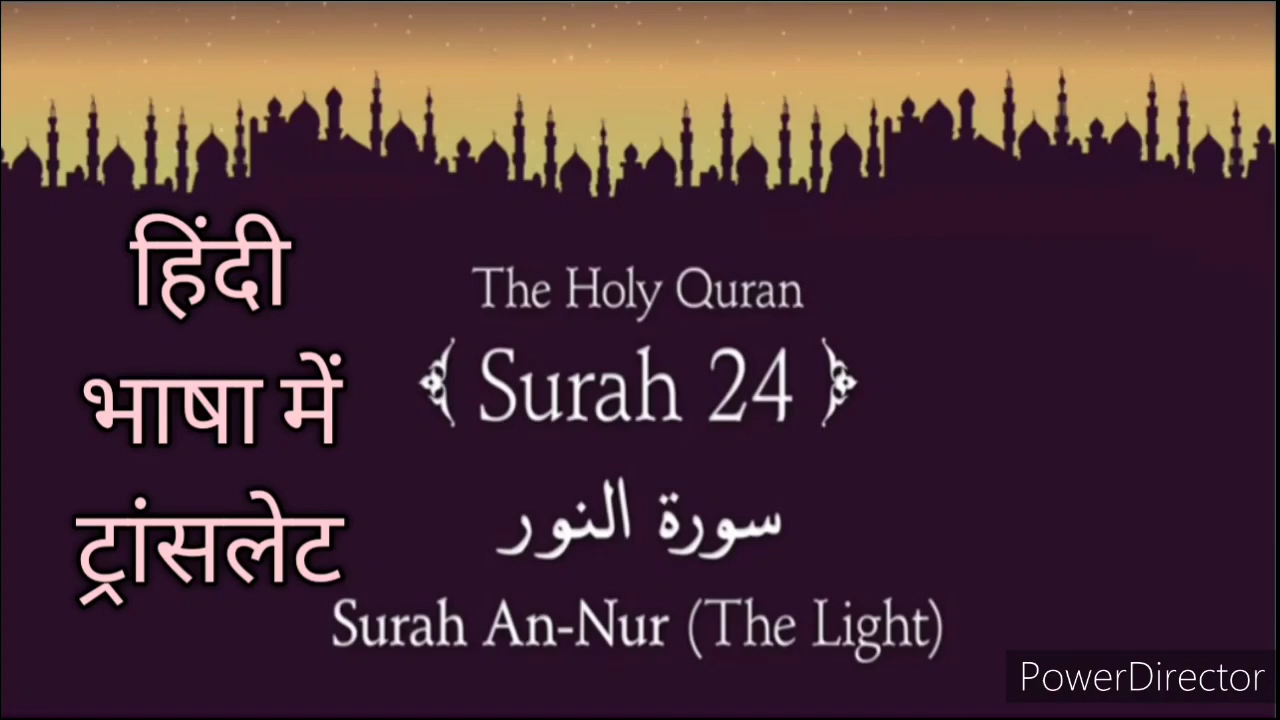 हिंदी
भाषा में
ट्रांसलेट
The Holy Quran
Surah 24
سورة النور
Surah An-Nur (The Light)
PowerDirector